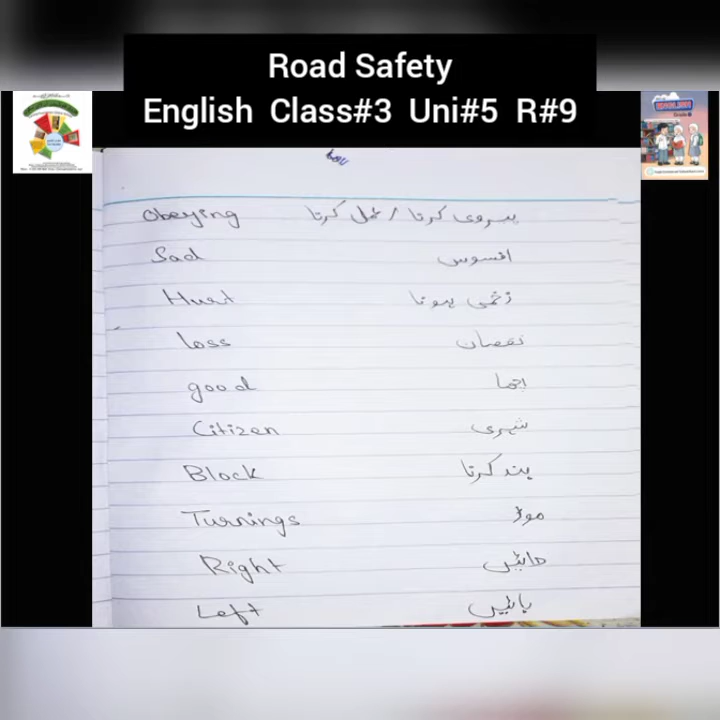 Road Safety
English Class#3 Uni#5 R#9
ENGLISH
Obeying پیروی کرنا / عمل کرنا
Sad افسوس
Hurt زخمی ہونا
loss نقصان
good اچھا
Citizen شہری
Block بند کرنا
Turnings موڑ
Right دائیں
Left بائیں